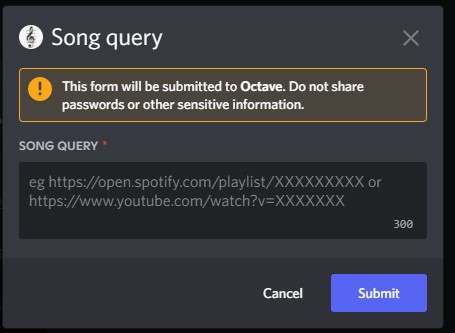 Song query
This form will be submitted to Octave. Do not share
passwords or other sensitive information.
SONG QUERY *
eg https://open.spotify.com/playlist/XXXXXXXXX or
https://www.youtube.com/watch?v=XXXXXXX
300
Cancel
Submit